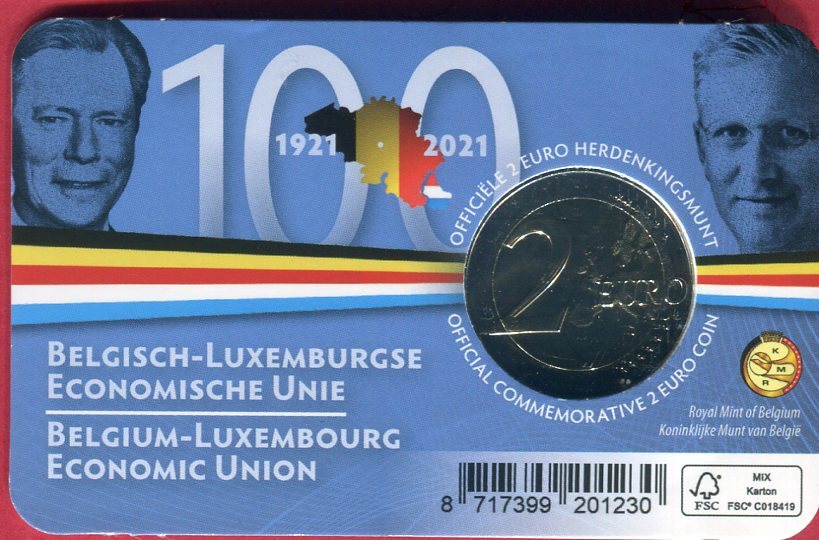 100
1921 2021
OFFICIËLE 2 EURO HERDENKINGSMUNT
2 EURO
OFFICIAL COMMEMORATIVE 2 EURO COIN
BELGISCH-LUXEMBURGSE
ECONOMISCHE UNIE
BELGIUM-LUXEMBOURG
ECONOMIC UNION
K
M
R
Royal Mint of Belgium
Koninklijke Munt van België
8 717399 201230
FSC
MIX
Karton
FSC® C018419